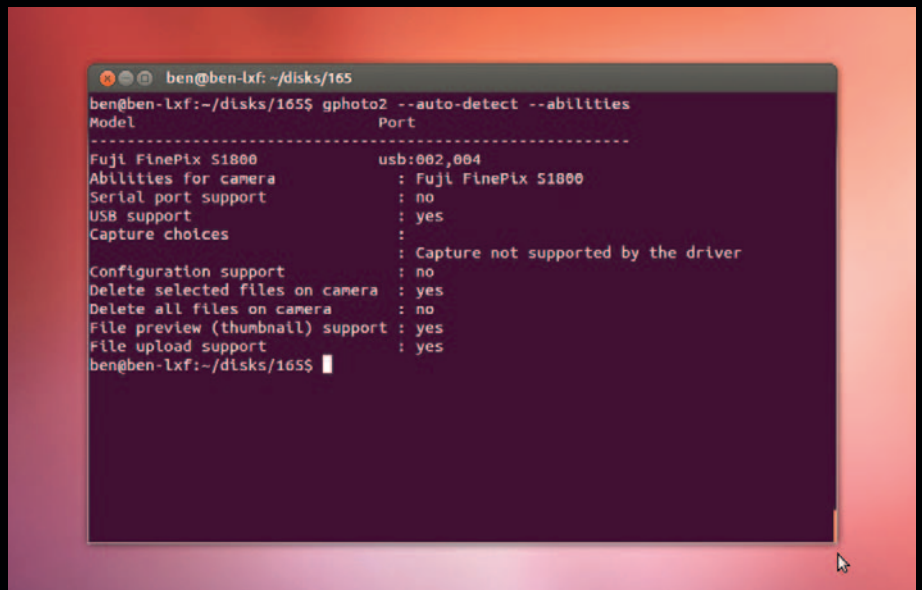 ben@ben-lxf: ~/disks/165
ben@ben-lxf:~/disks/165$ gphoto2 --auto-detect --abilities
Model                          Port
----------------------------------------------------------
Fuji FinePix S1800             usb:002,004
Abilities for camera             : Fuji FinePix S1800
Serial port support              : no
USB support                      : yes
Capture choices                  :
                                 : Capture not supported by the driver
Configuration support            : no
Delete selected files on camera  : yes
Delete all files on camera       : no
File preview (thumbnail) support : yes
File upload support              : yes
ben@ben-lxf:~/disks/165$